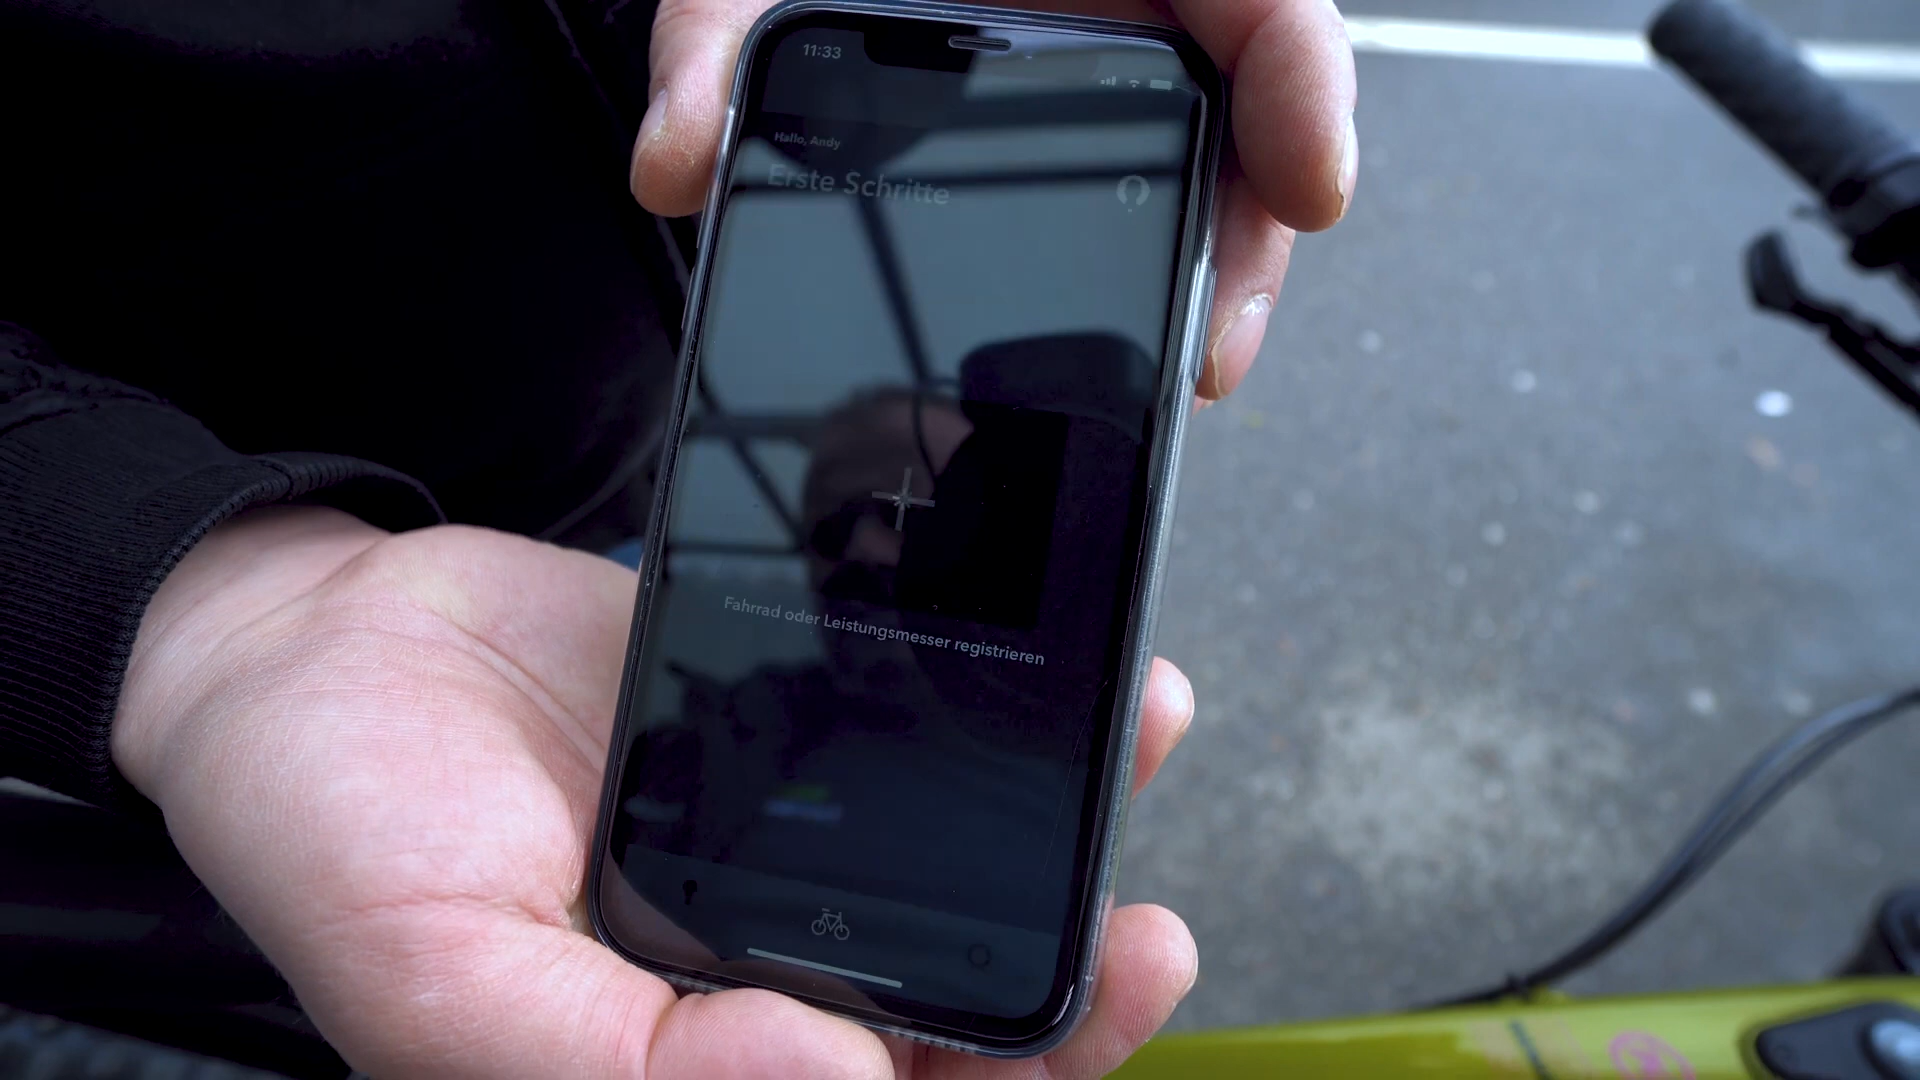 11:33
Hallo, Andy
Erste Schritte
Fahrrad oder Leistungsmesser registrieren